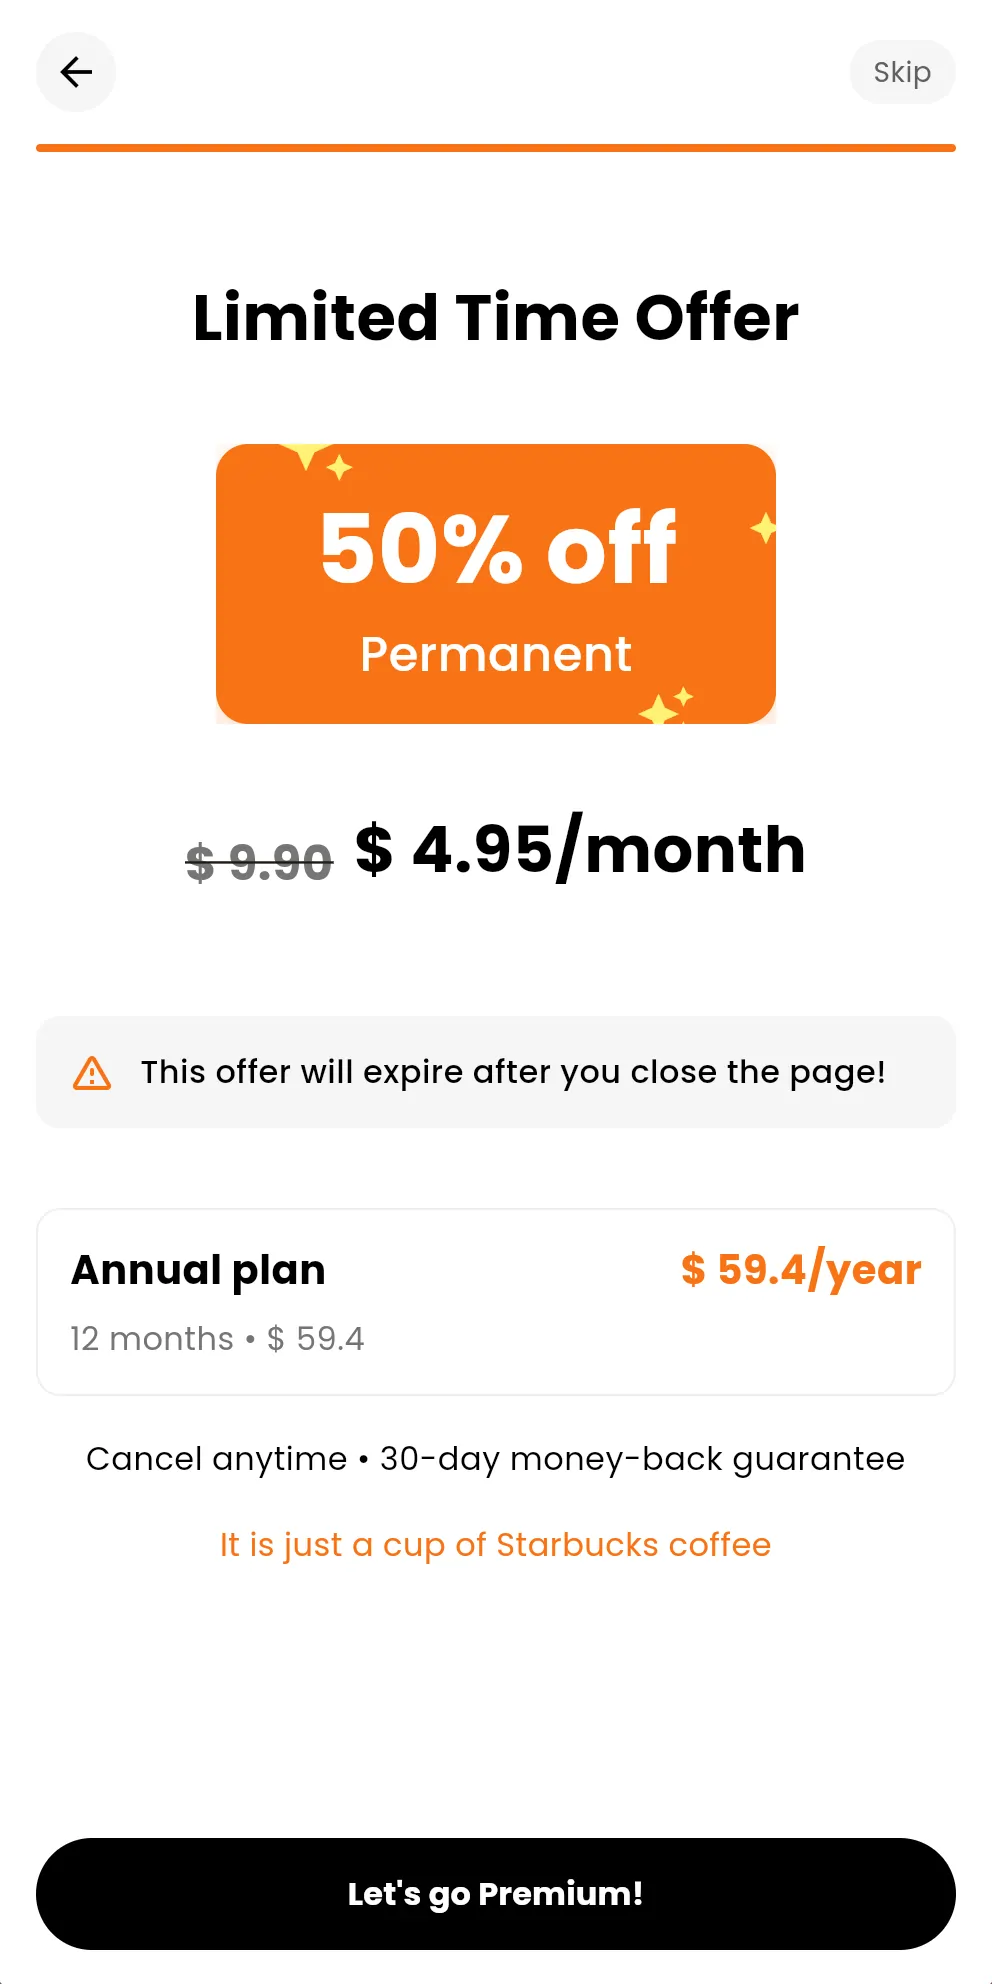 Skip
Limited Time Offer
50% off
Permanent
$ 9.90 $ 4.95/month
This offer will expire after you close the page!
Annual plan $ 59.4/year
12 months • $ 59.4
Cancel anytime • 30-day money-back guarantee
It is just a cup of Starbucks coffee
Let's go Premium!